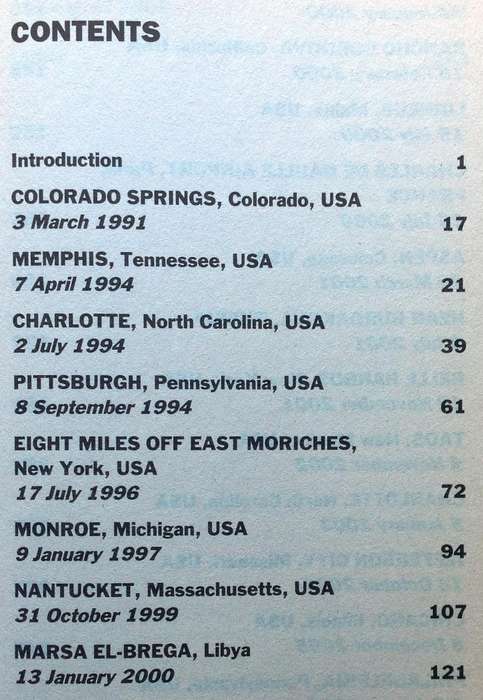 CONTENTS
Introduction 1
COLORADO SPRINGS, Colorado, USA
3 March 1991 17
MEMPHIS, Tennessee, USA
7 April 1994 21
CHARLOTTE, North Carolina, USA
2 July 1994 39
PITTSBURGH, Pennsylvania, USA
8 September 1994 61
EIGHT MILES OFF EAST MORICHES,
New York, USA
17 July 1996 72
MONROE, Michigan, USA
9 January 1997 94
NANTUCKET, Massachusetts, USA
31 October 1999 107
MARSA EL-BREGA, Libya
13 January 2000 121